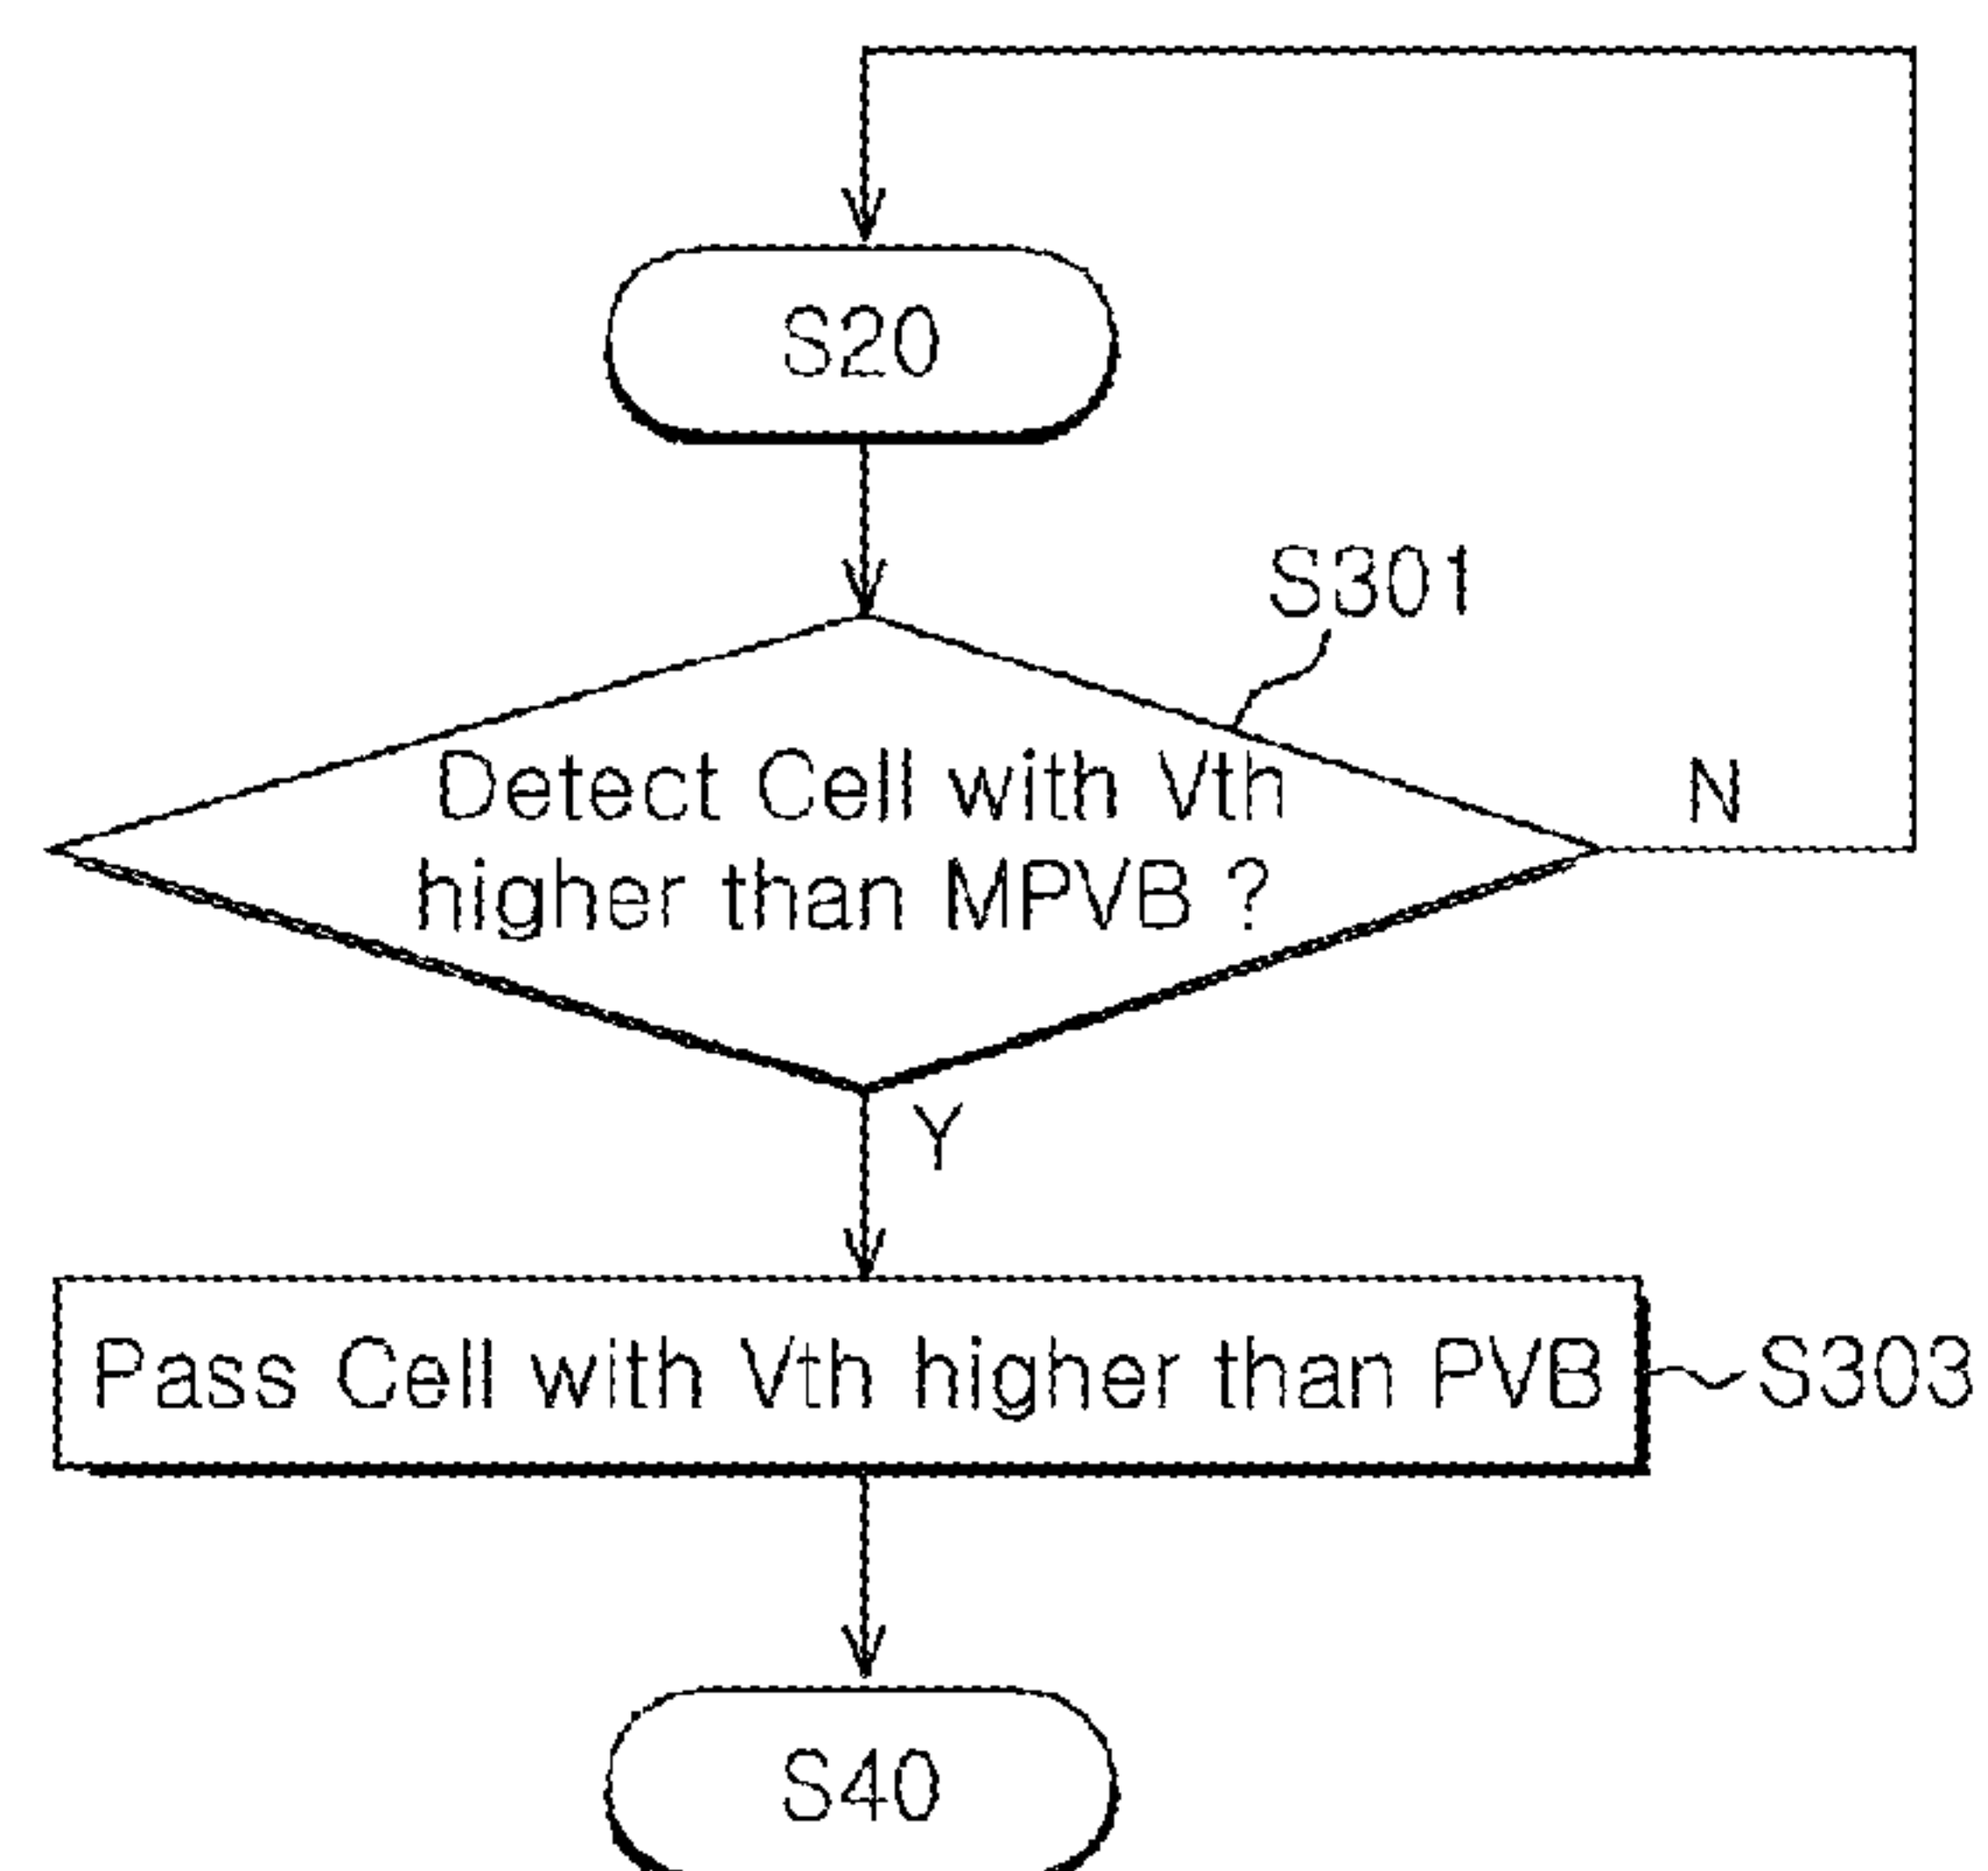 S20
S301
Detect Cell with Vth
higher than MPVB ?
N
Y
Pass Cell with Vth higher than PVB
S303
S40